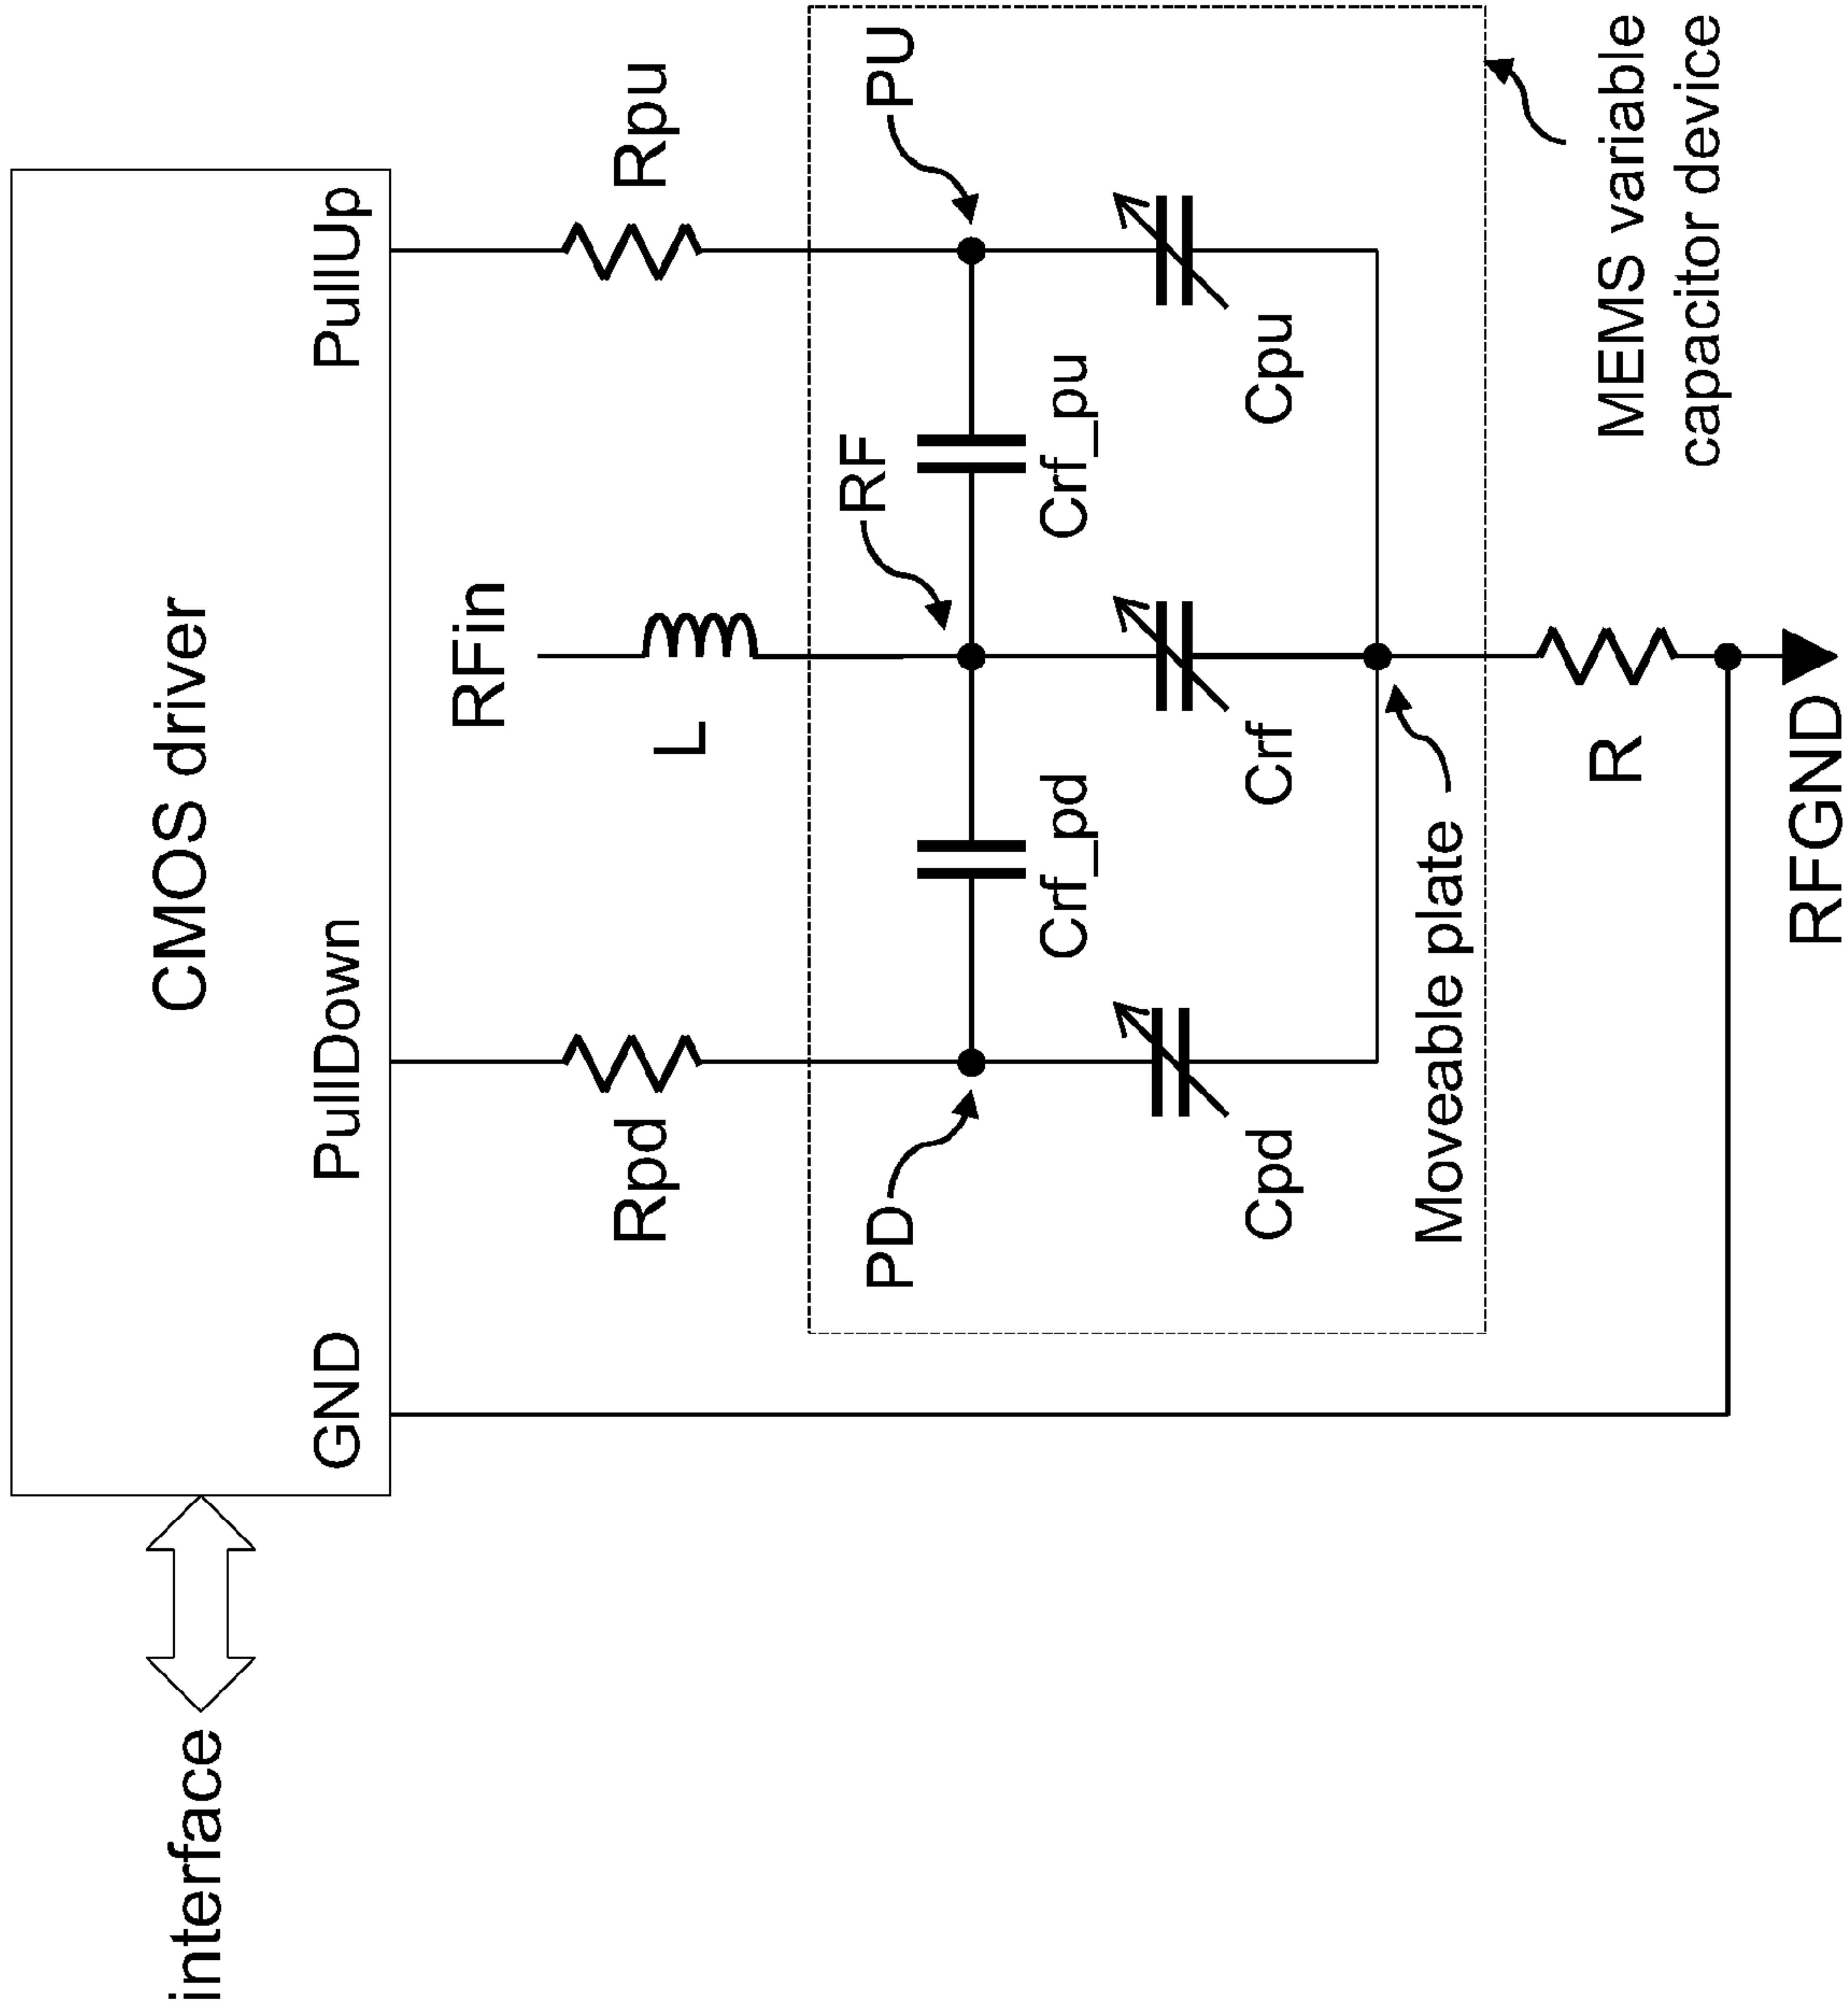 interface
CMOS driver
GND
PullDown
PullUp
RFin
Rpd
L
Rpu
PD
RF
PU
Crf_pd
Crf_pu
Cpd
Crf
Cpu
Moveable plate
R
MEMS variable
capacitor device
RFGND